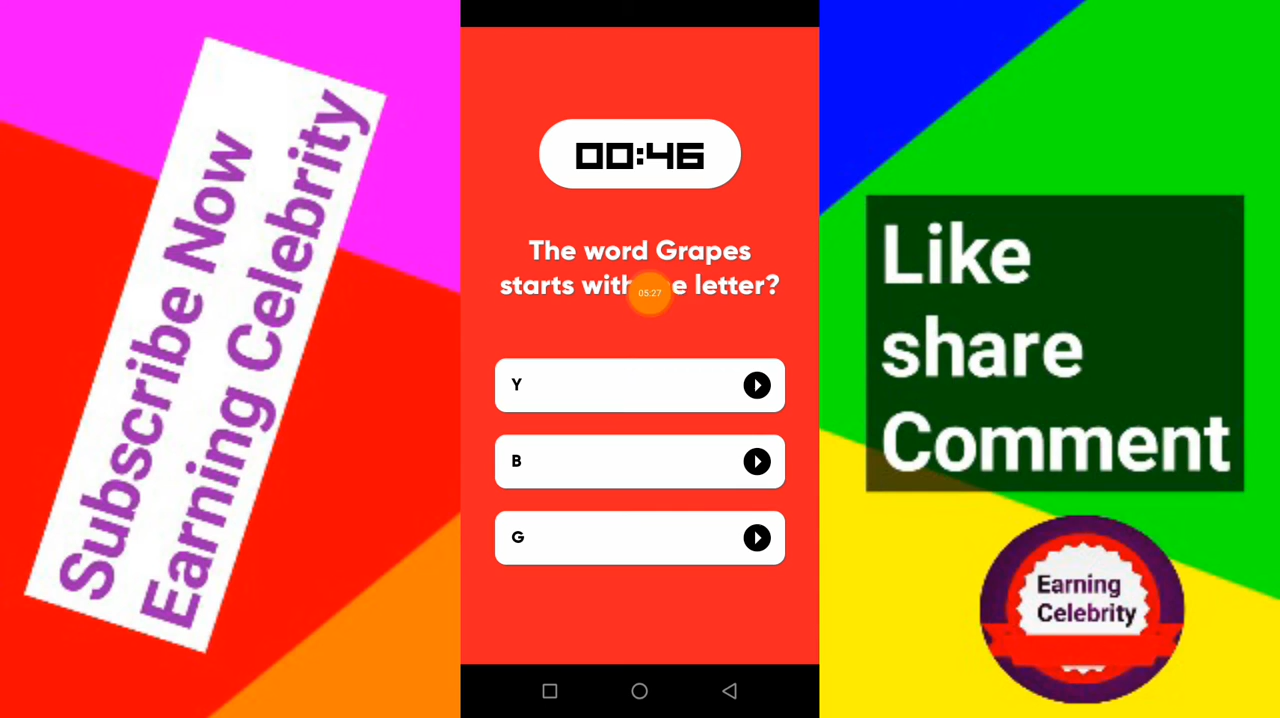 Subscribe Now
Earning Celebrity
00:46
The word Grapes
starts with e letter?
05:27
Y
B
G
Like
share
Comment
Earning
Celebrity